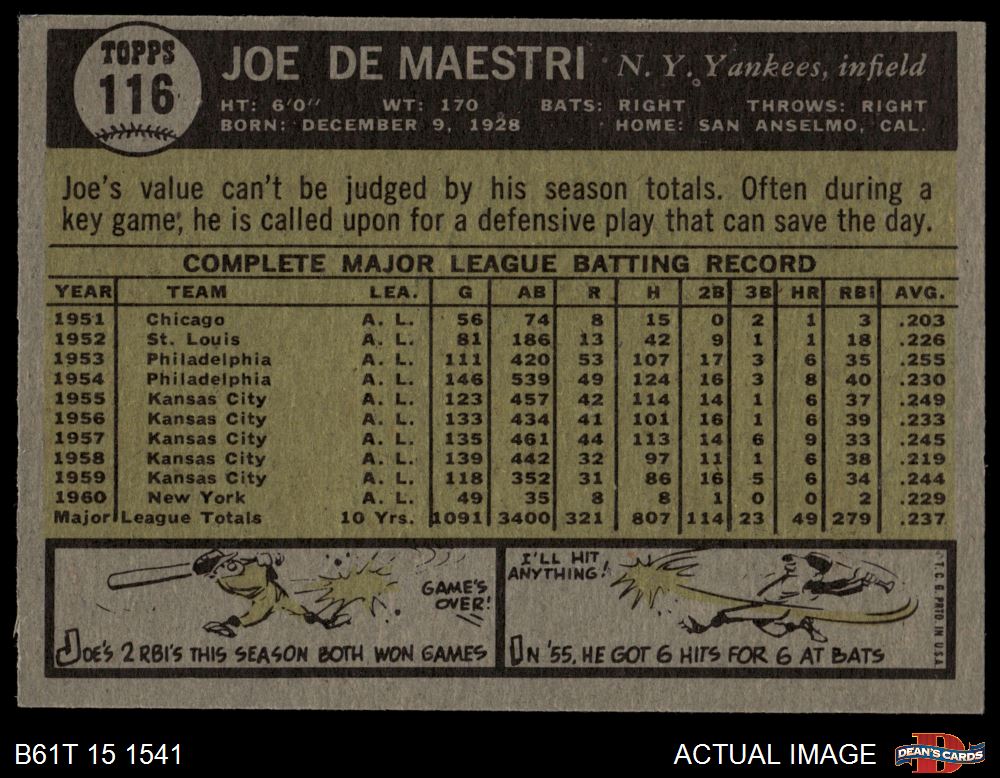 TOPPS
116
JOE DE MAESTRI N. Y. Yankees, infield
HT: 6'0" WT: 170 BATS: RIGHT THROWS: RIGHT
BORN: DECEMBER 9, 1928 HOME: SAN ANSELMO, CAL.
Joe's value can't be judged by his season totals. Often during a
key game, he is called upon for a defensive play that can save the day.
COMPLETE MAJOR LEAGUE BATTING RECORD
YEAR TEAM LEA. G AB R H 2B 3B HR RBI AVG.
1951 Chicago A. L. 56 74 8 15 0 2 1 3 .203
1952 St. Louis A. L. 81 186 13 42 9 1 1 18 .226
1953 Philadelphia A. L. 111 420 53 107 17 3 6 35 .255
1954 Philadelphia A. L. 146 539 49 124 16 3 8 40 .230
1955 Kansas City A. L. 123 457 42 114 14 1 6 37 .249
1956 Kansas City A. L. 133 434 41 101 16 1 6 39 .233
1957 Kansas City A. L. 135 461 44 113 14 6 9 33 .245
1958 Kansas City A. L. 139 442 32 97 11 1 6 38 .219
1959 Kansas City A. L. 118 352 31 86 16 5 6 34 .244
1960 New York A. L. 49 35 8 8 1 0 0 2 .229
Major League Totals 10 Yrs. 1091 3400 321 807 114 23 49 279 .237
GAME'S
OVER!
JOE'S 2 RBI'S THIS SEASON BOTH WON GAMES
I'LL HIT
ANYTHING!
IN '55, HE GOT 6 HITS FOR 6 AT BATS
T. C. G. PRTD. IN U.S.A.
B61T 15 1541
ACTUAL IMAGE
DEAN'S CARDS